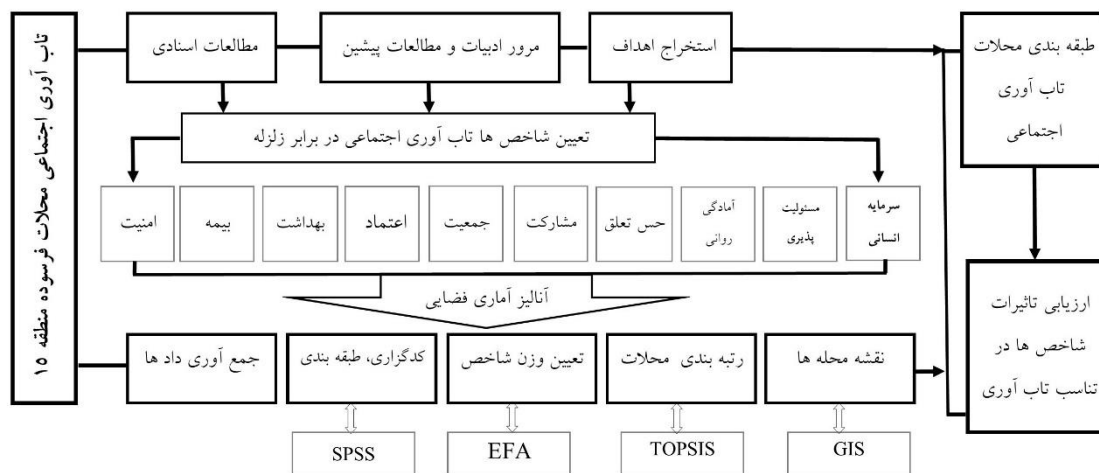 تاب آوری اجتماعی محلات فرسوده منطقه ۱۵
مطالعات اسنادی
مرور ادبیات و مطالعات پیشین
استخراج اهداف
طبقه بندی محلات
تاب آوری
اجتماعی
تعیین شاخص ها تاب آوری اجتماعی در برابر زلزله
امنیت
بیمه
بهداشت
اعتماد
جمعیت
مشارکت
حس تعلق
آمادگی
روانی
مسئولیت
پذیری
سرمایه
انسانی
آنالیز آماری فضایی
ارزیابی تاثیرات
شاخص ها در
تناسب تاب آوری
جمع آوری داد ها
کدگزاری، طبقه بندی
تعیین وزن شاخص
رتبه بندی محلات
نقشه محله ها
SPSS
EFA
TOPSIS
GIS